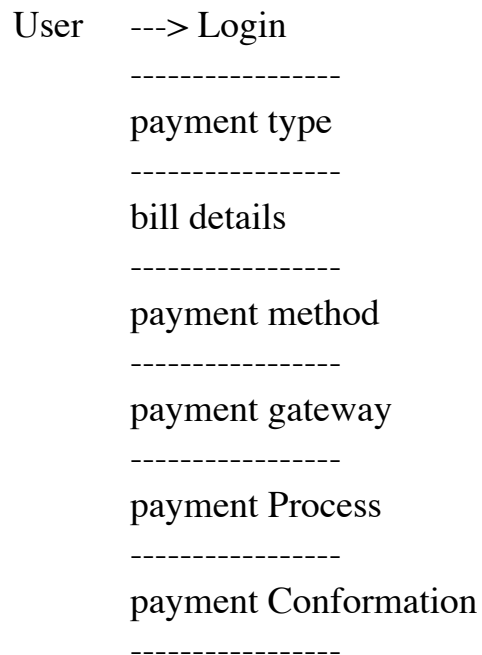 User ---> Login
-----------------
payment type
-----------------
bill details
-----------------
payment method
-----------------
payment gateway
-----------------
payment Process
-----------------
payment Conformation
-----------------